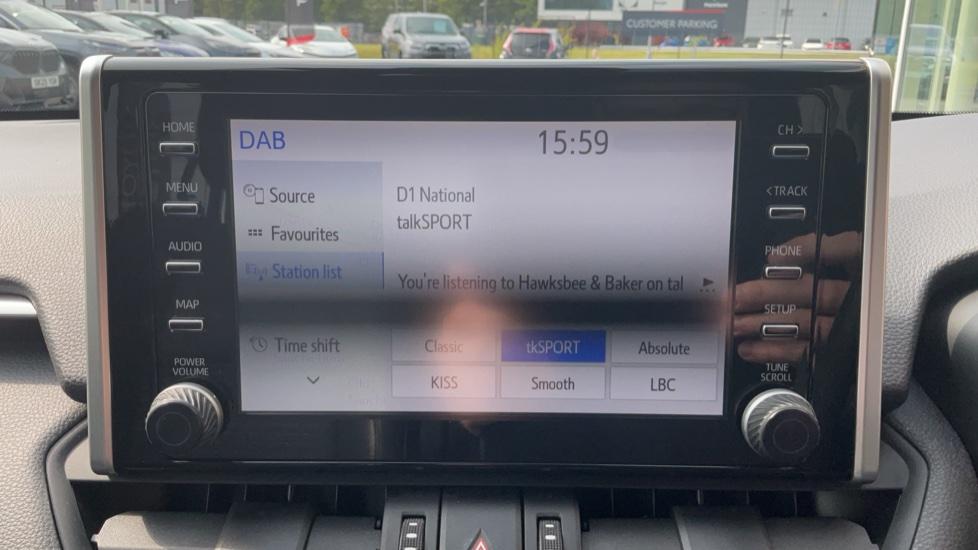 CUSTOMER PARKING
DAB
15:59
HOME
MENU
AUDIO
MAP
POWER
VOLUME
Source
Favourites
Station list
Time shift
D1 National
talkSPORT
You're listening to Hawksbee & Baker on tal
Classic
tkSPORT
Absolute
KISS
Smooth
LBC
CH >
< TRACK
PHONE
SETUP
TUNE
SCROLL